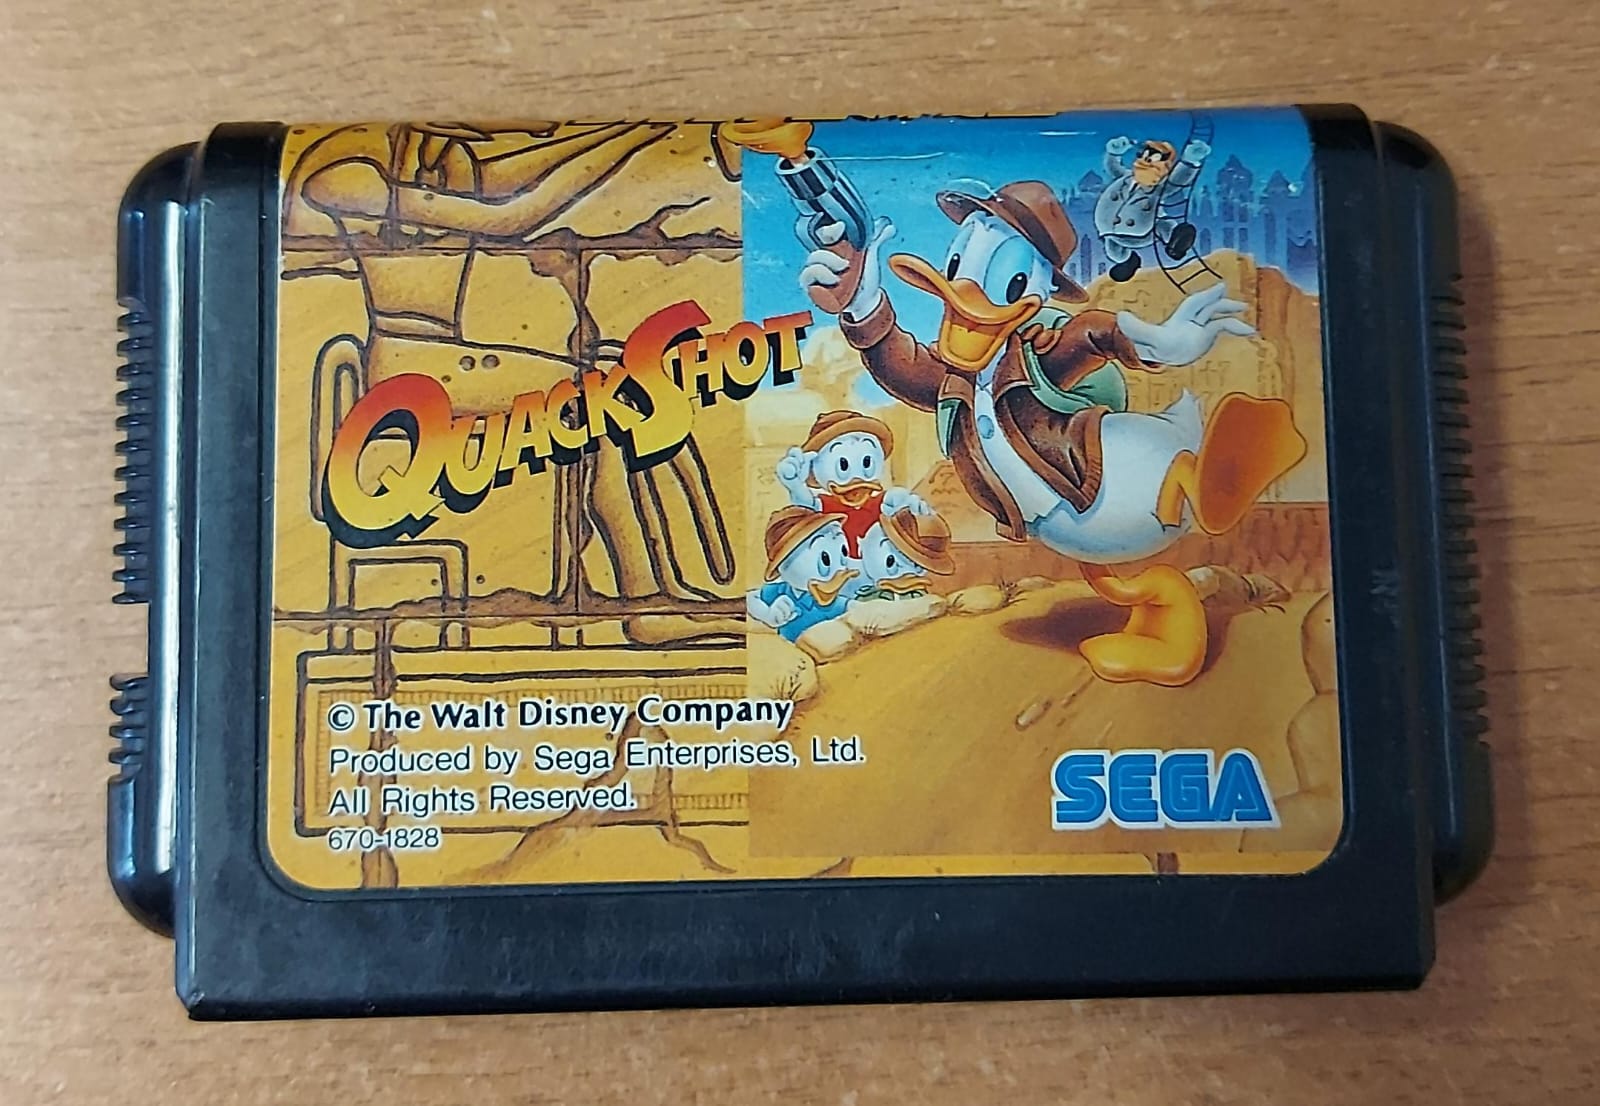 QUACKSHOT
© The Walt Disney Company
Produced by Sega Enterprises, Ltd.
All Rights Reserved.
670-1828
SEGA